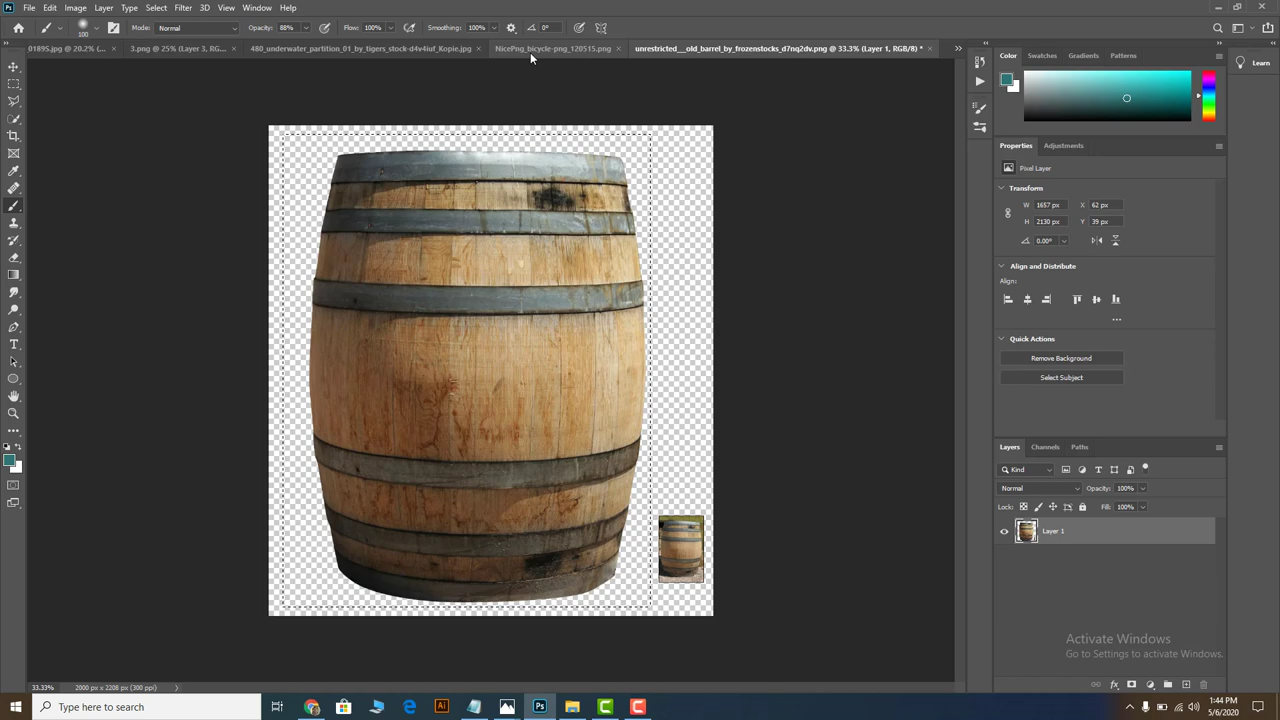 File Edit Image Layer Type Select Filter 3D View Window Help
100 Mode: Normal Opacity: 88% Flow: 100% Smoothing: 100% 0°
0189S.jpg @ 20.2% (... × 3.png @ 25% (Layer 3, RG... × 480_underwater_partition_01_by_tigers_stock-d4v4iuf_Kopie.jpg × NicePng_bicycle-png_120515.png × unrestricted__old_barrel_by_frozenstocks_d7nq2dv.png @ 33.3% (Layer 1, RGB/8) * ×
Color Swatches Gradients Patterns
Learn
Properties Adjustments
Pixel Layer
Transform
W 1657 px X 62 px
H 2130 px Y 39 px
0.00°
Align and Distribute
Align:
Quick Actions
Remove Background
Select Subject
Layers Channels Paths
Kind
Normal Opacity: 100%
Lock: Fill: 100%
Layer 1
Activate Windows
Go to Settings to activate Windows.
33.33% 2000 px x 2208 px (300 ppi)
Type here to search
1:44 PM
5/6/2020